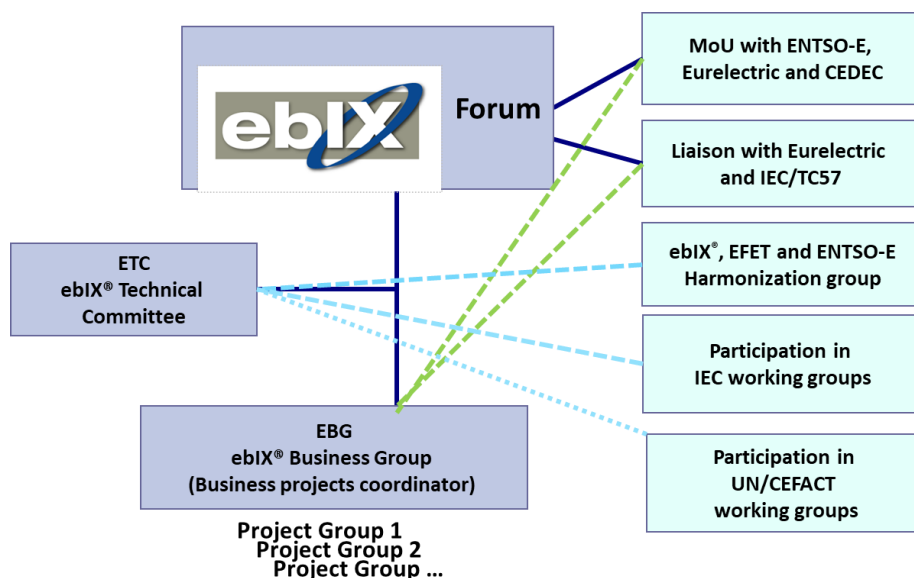 ebIX
Forum
MoU with ENTSO-E,
Eurelectric and CEDEC
Liaison with Eurelectric
and IEC/TC57
ETC
ebIX® Technical
Committee
ebIX®, EFET and ENTSO-E
Harmonization group
Participation in
IEC working groups
EBG
ebIX® Business Group
(Business projects coordinator)
Participation in
UN/CEFACT
working groups
Project Group 1
Project Group 2
Project Group ...